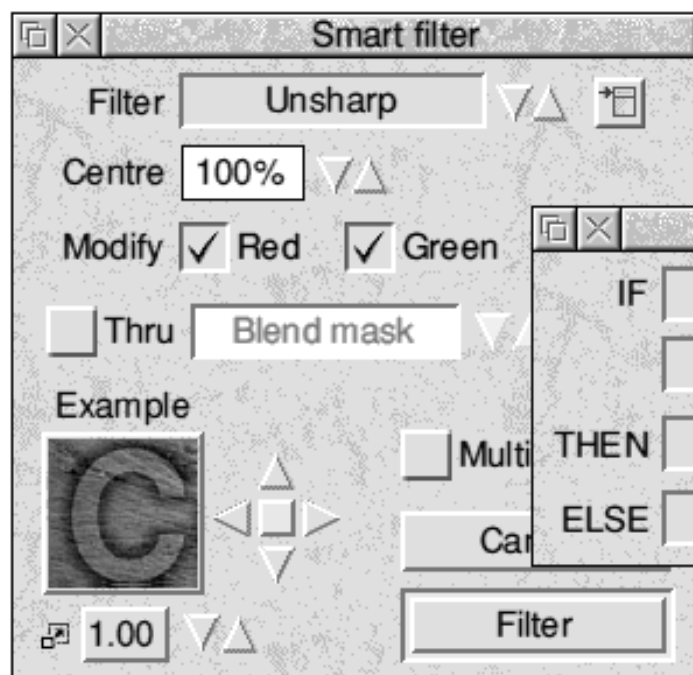 Smart filter
Filter Unsharp
Centre 100%
Modify Red Green
Thru Blend mask
IF
Example
C
Multi
THEN
ELSE
Filter
1.00